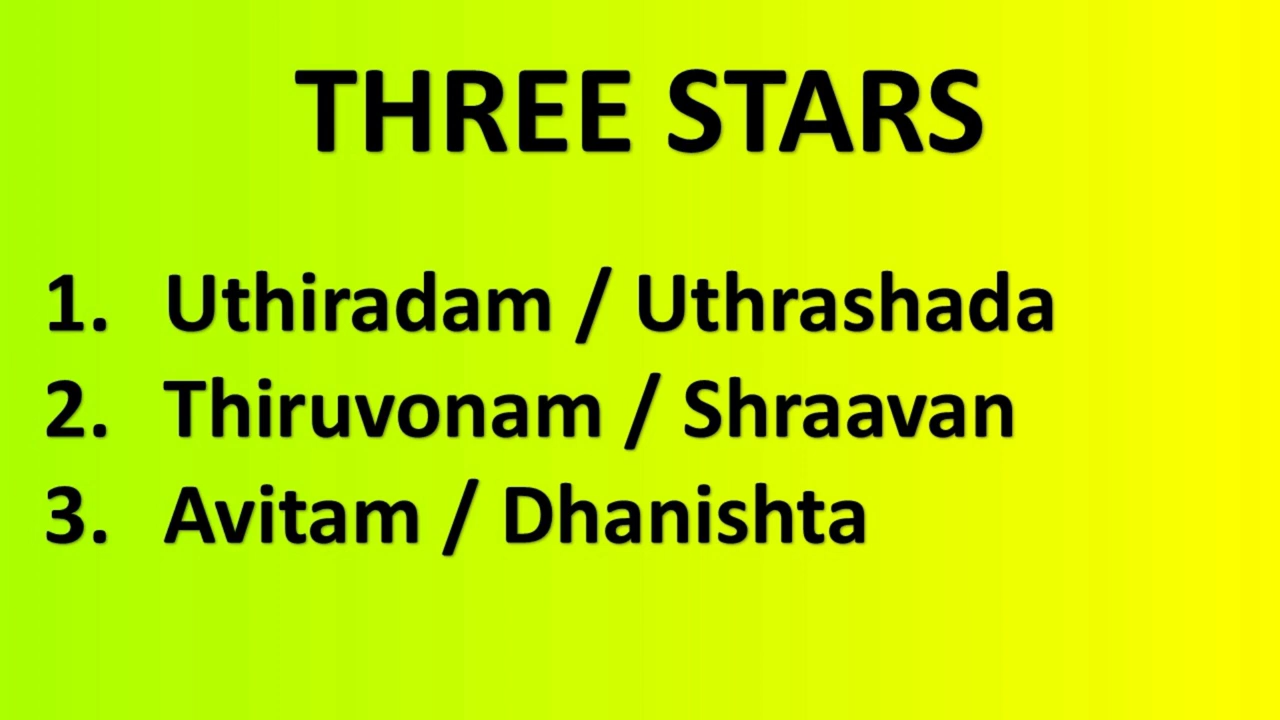 THREE STARS
1. Uthiradam / Uthrashada
2. Thiruvonam / Shraavan
3. Avitam / Dhanishta